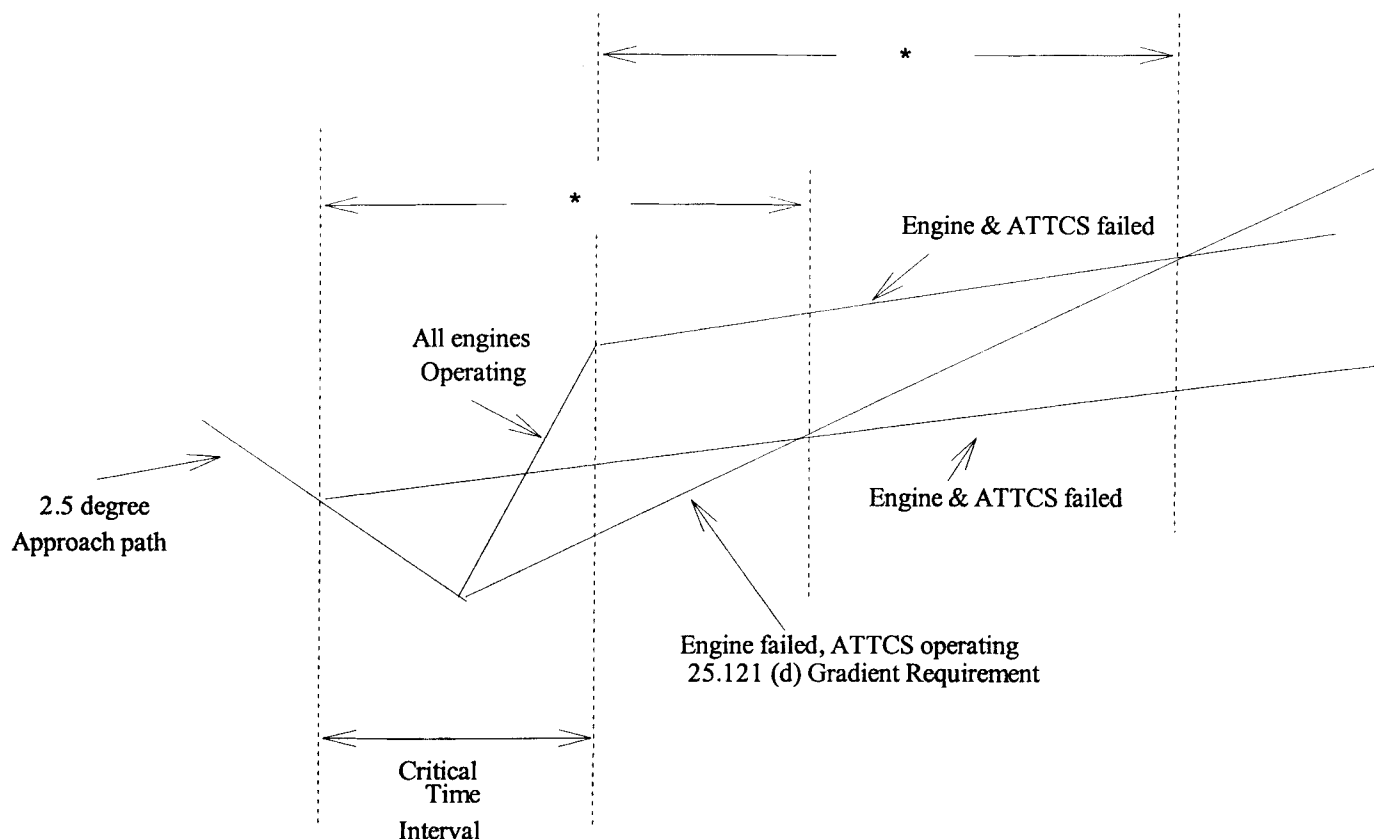 *
*
Engine & ATTCS failed
All engines
Operating
2.5 degree
Approach path
Engine & ATTCS failed
Engine failed, ATTCS operating
25.121 (d) Gradient Requirement
Critical
Time
Interval